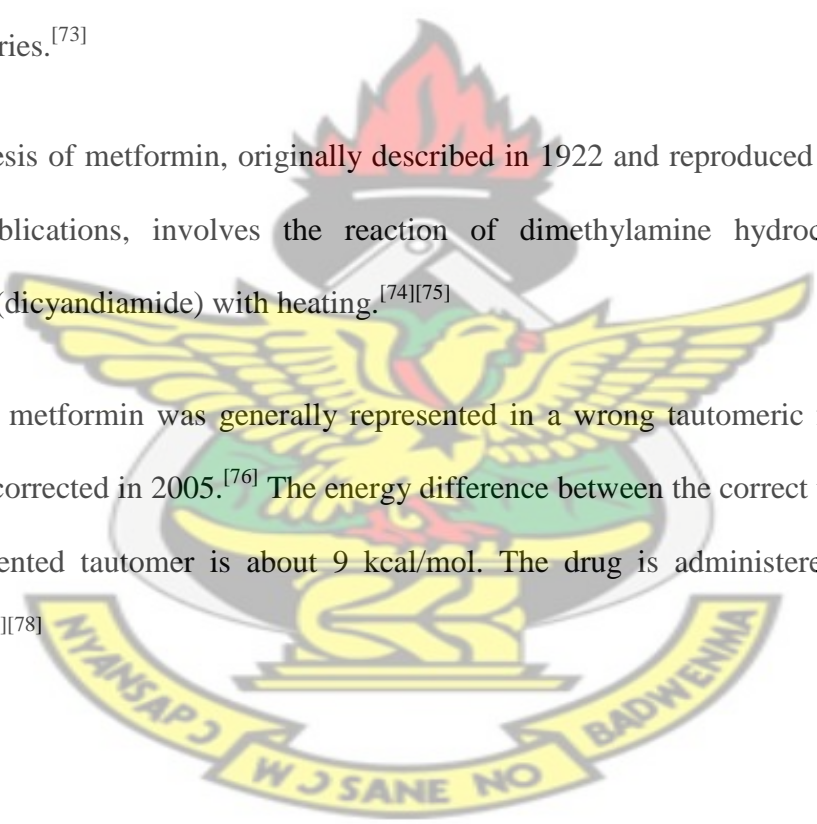 ries.[73]
esis of metformin, originally described in 1922 and reproduced
blications, involves the reaction of dimethylamine hydroc
(dicyandiamide) with heating.[74][75]
metformin was generally represented in a wrong tautomeric
corrected in 2005.[76] The energy difference between the correct
ented tautomer is about 9 kcal/mol. The drug is administere
][78]
NYANSAPƆ
WƆSANE NO
BADWENMA